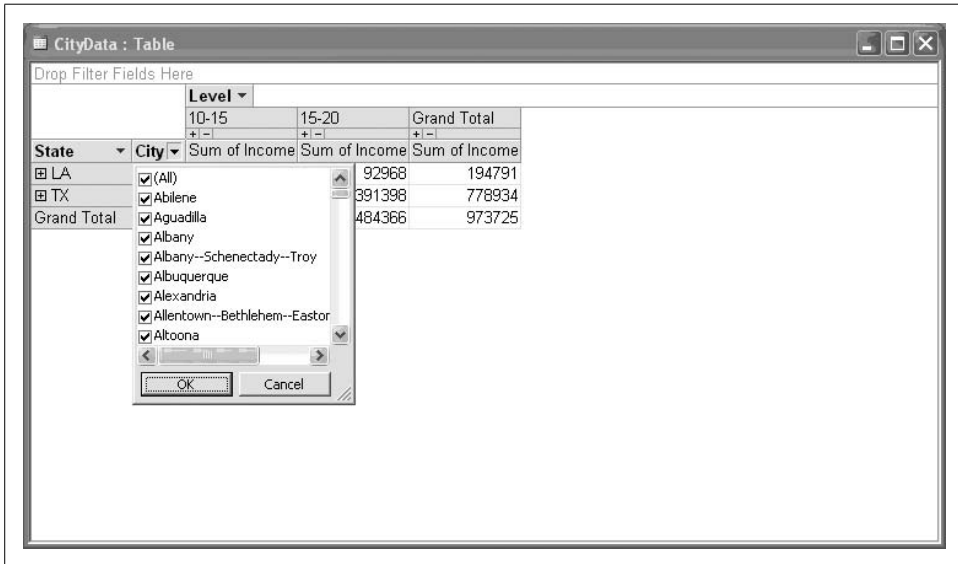 CityData : Table
Drop Filter Fields Here
Level
10-15 15-20 Grand Total
+ - + - + -
State City Sum of Income Sum of Income Sum of Income
LA 92968 194791
TX 391398 778934
Grand Total 484366 973725
(All)
Abilene
Aguadilla
Albany
Albany--Schenectady--Troy
Albuquerque
Alexandria
Allentown--Bethlehem--Easton
Altoona
OK Cancel